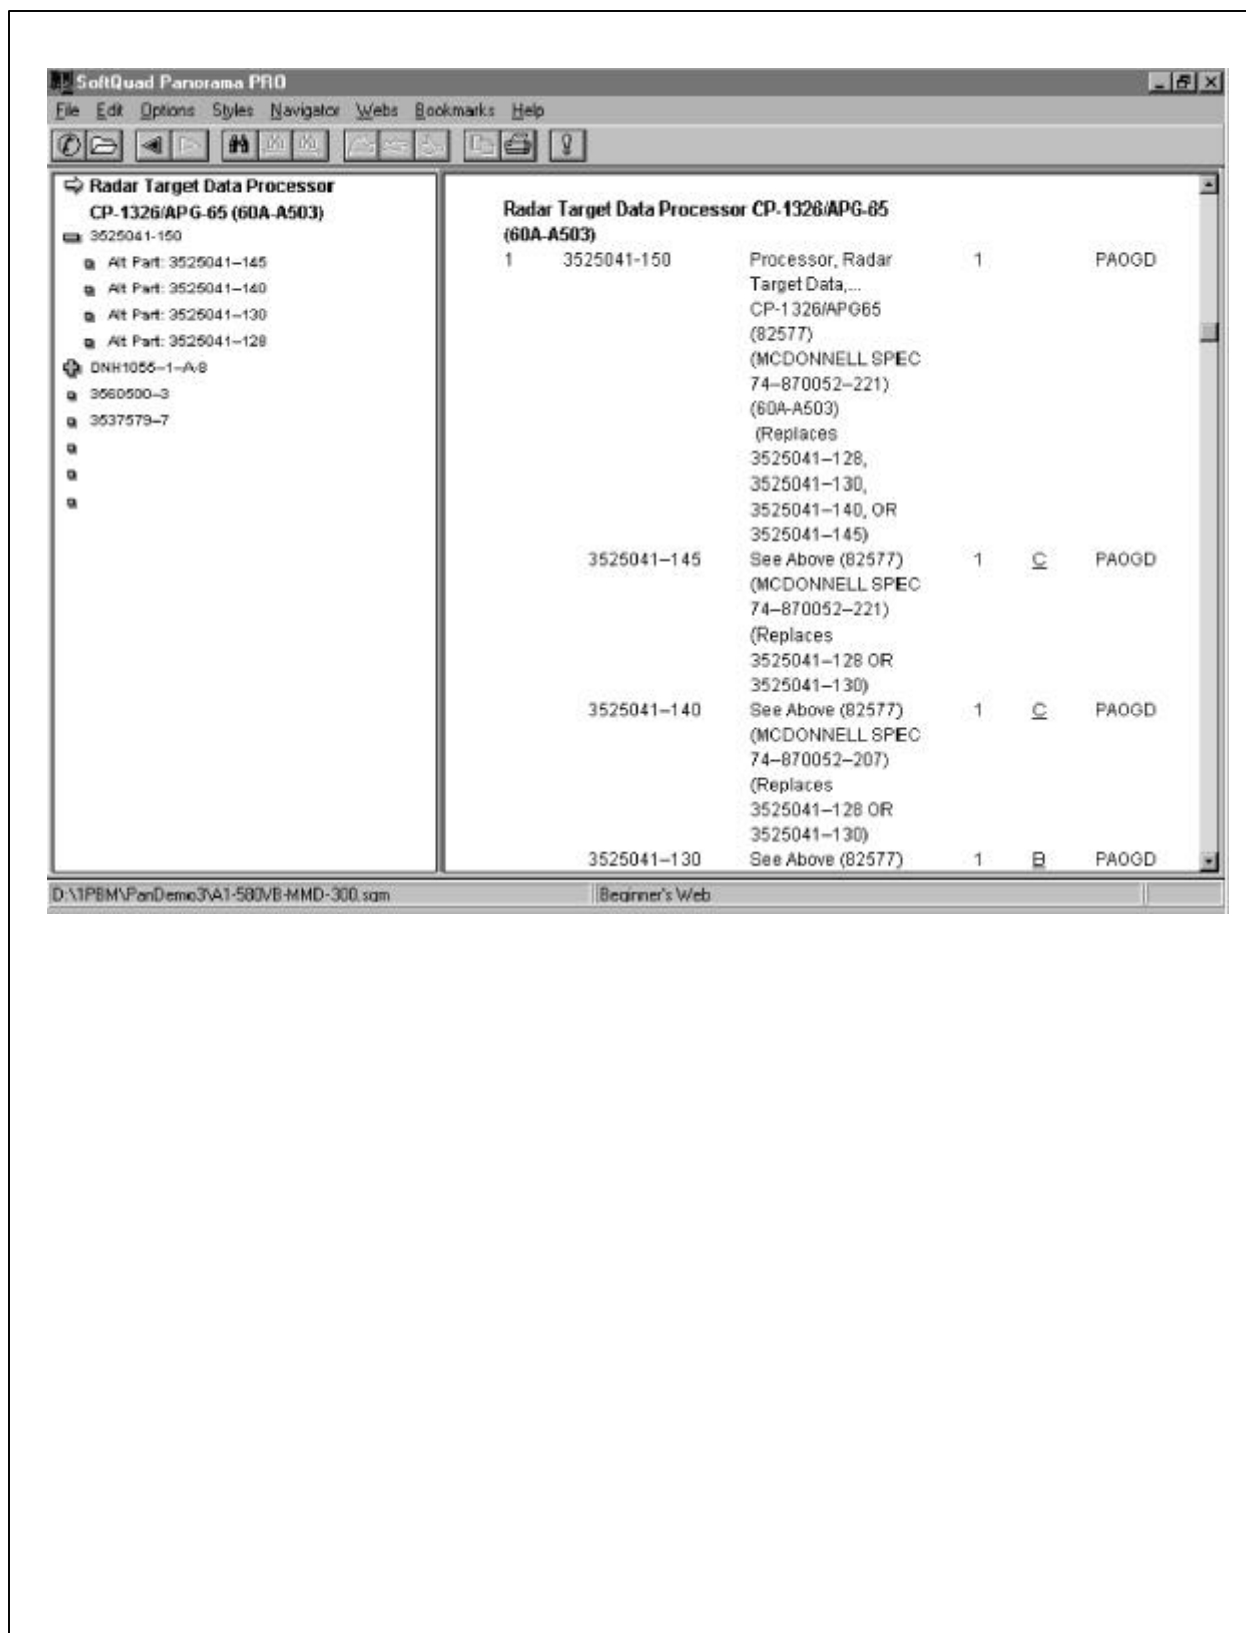 SoftQuad Panorama PRO
File Edit Options Styles Navigator Webs Bookmarks Help
Radar Target Data Processor
CP-1326/APG-65 (60A-A503)
3525041-150
Alt Part: 3525041–145
Alt Part: 3525041–140
Alt Part: 3525041–130
Alt Part: 3525041–128
DNH1055–1–A-8
3560500–3
3537579–7
Radar Target Data Processor CP-1326/APG-65
(60A-A503)
1 3525041-150 Processor, Radar 1 PAOGD
Target Data,...
CP-1326/APG65
(82577)
(MCDONNELL SPEC
74–870052–221)
(60A-A503)
(Replaces
3525041–128,
3525041–130,
3525041–140, OR
3525041–145)
3525041–145 See Above (82577) 1 C PAOGD
(MCDONNELL SPEC
74–870052–221)
(Replaces
3525041–128 OR
3525041–130)
3525041–140 See Above (82577) 1 C PAOGD
(MCDONNELL SPEC
74–870052–207)
(Replaces
3525041–128 OR
3525041–130)
3525041–130 See Above (82577) 1 B PAOGD
D:\1PBM\PanDemo3\A1-580VB-MMD-300.sgm Beginner's Web